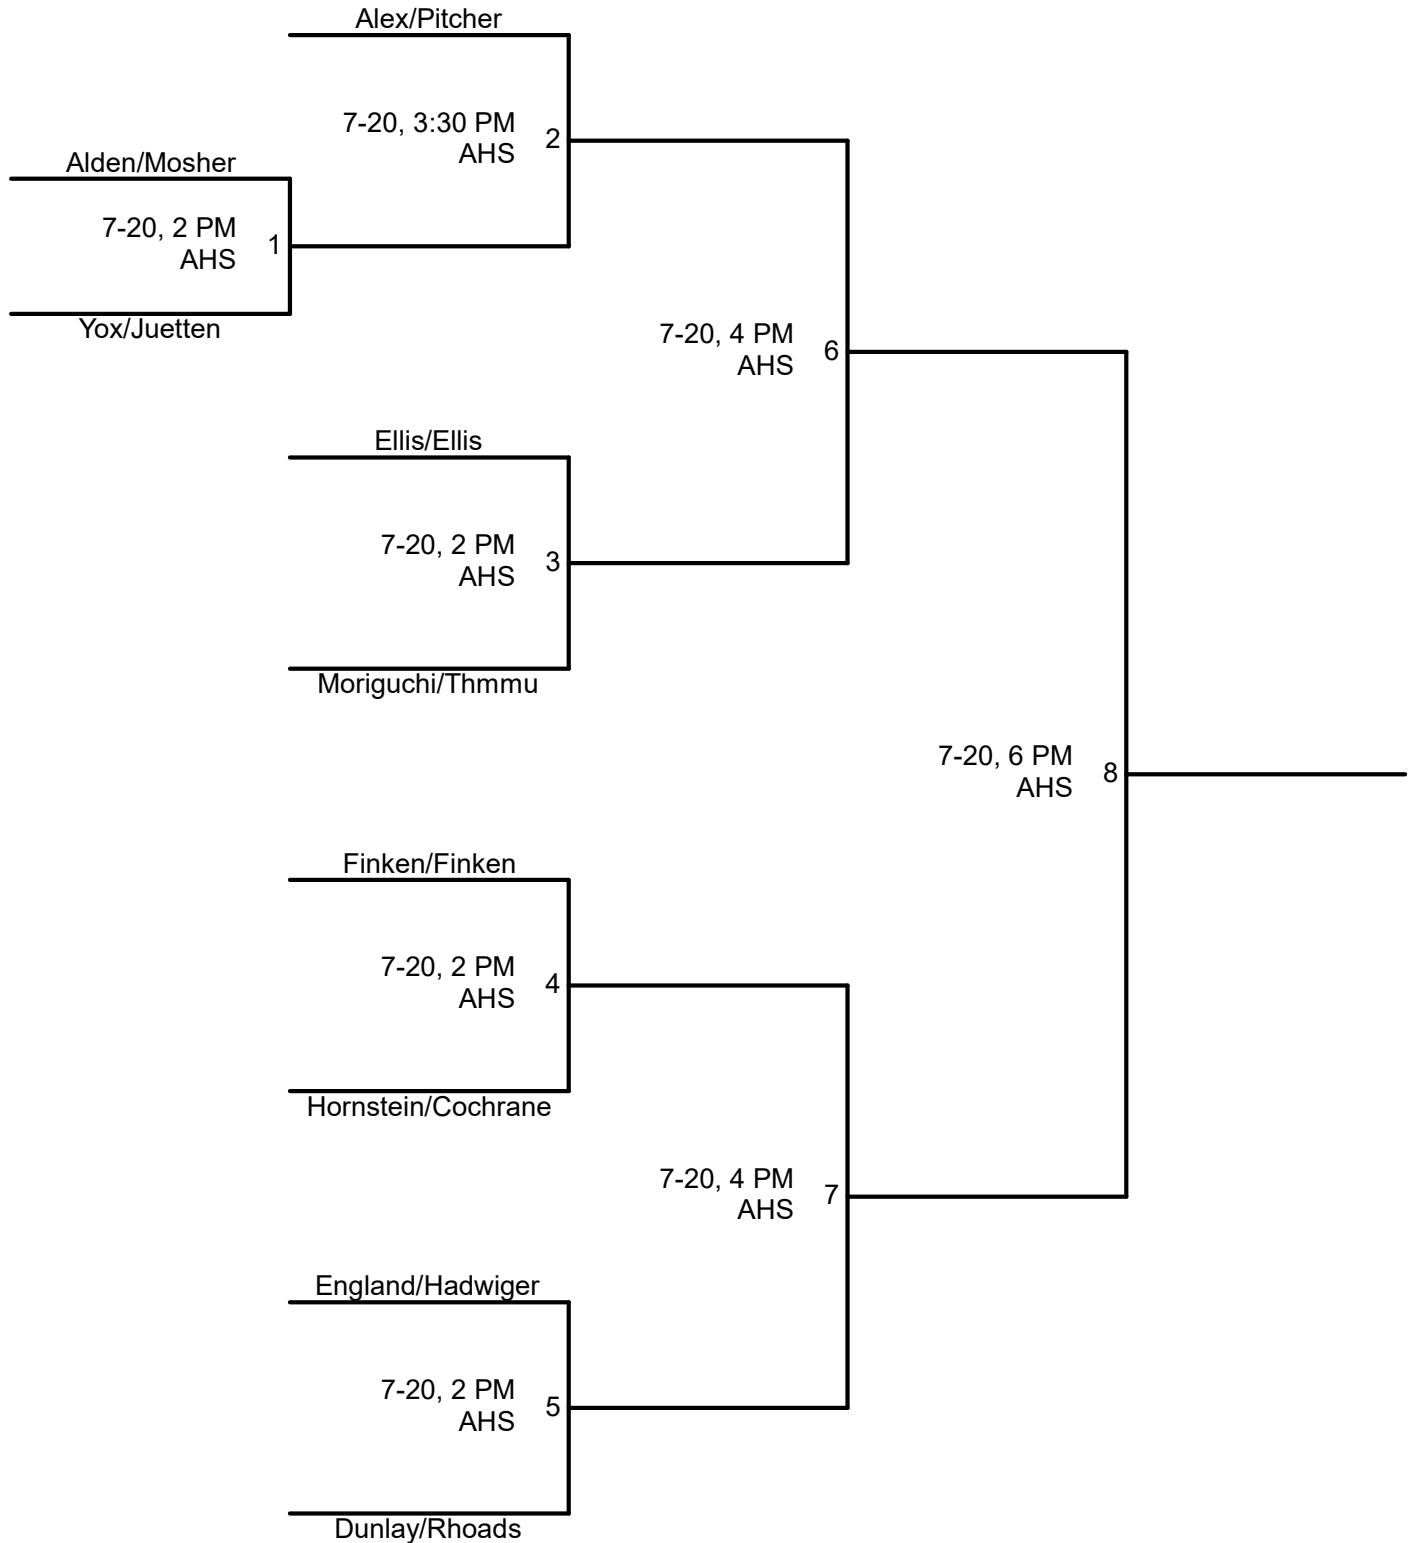 Alex/Pitcher
7-20, 3:30 PM
AHS
2
Alden/Mosher
7-20, 2 PM
AHS
1
Yox/Juetten
7-20, 4 PM
AHS
6
Ellis/Ellis
7-20, 2 PM
AHS
3
Moriguchi/Thmmu
7-20, 6 PM
AHS
8
Finken/Finken
7-20, 2 PM
AHS
4
Hornstein/Cochrane
7-20, 4 PM
AHS
7
England/Hadwiger
7-20, 2 PM
AHS
5
Dunlay/Rhoads